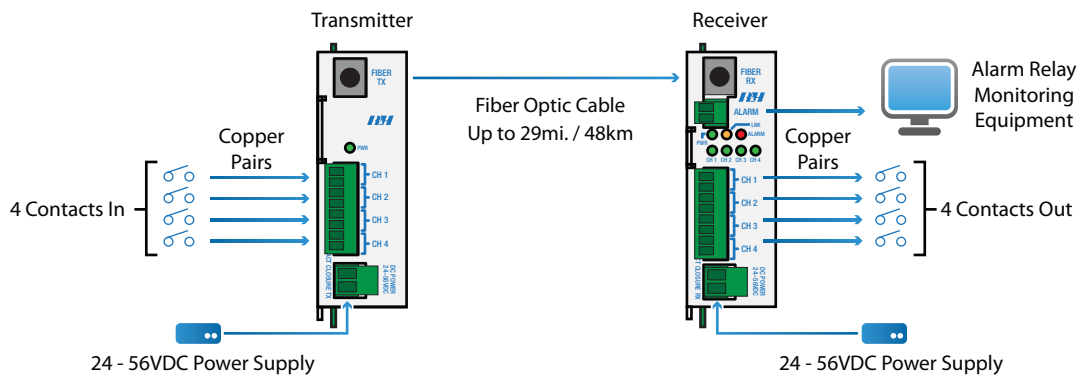 Transmitter
Receiver
FIBER
TX
FIBER
RX
ALARM
LNK
ALARM
PWR
CH 1 CH 2 CH 3 CH 4
Fiber Optic Cable
Up to 29mi. / 48km
Alarm Relay
Monitoring
Equipment
PWR
Copper
Pairs
Copper
Pairs
4 Contacts In
CH 1
CH 2
CH 3
CH 4
CH 1
CH 2
CH 3
CH 4
4 Contacts Out
ACT CLOSURE TX
DC POWER
24-56VDC
CT CLOSURE RX
DC POWER
24-56VDC
24 - 56VDC Power Supply
24 - 56VDC Power Supply